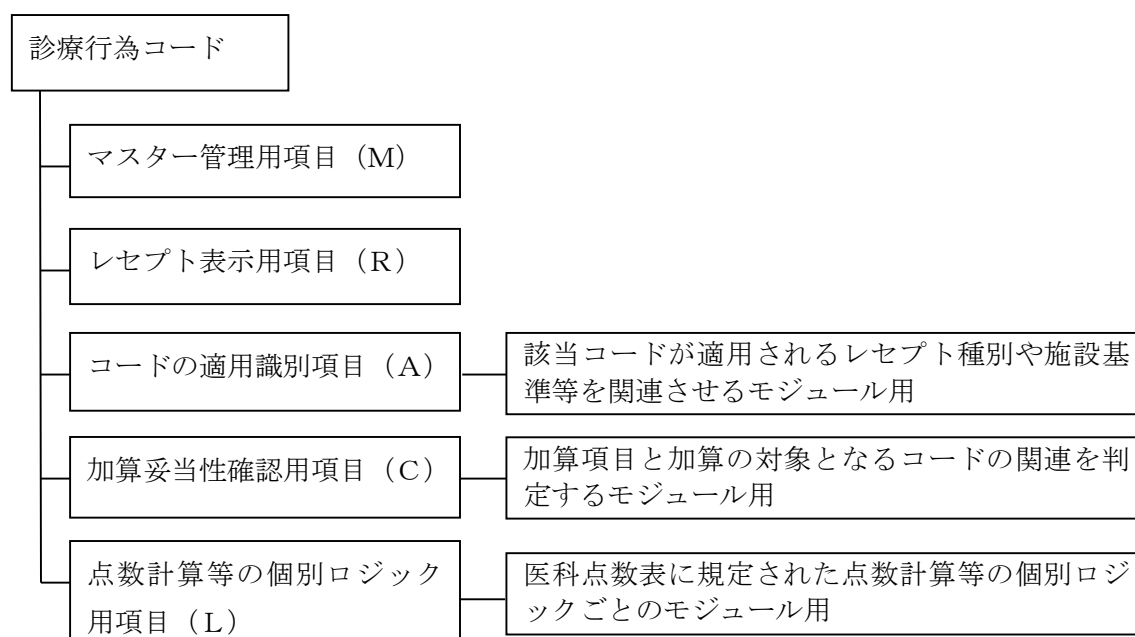 診療行為コード
マスター管理用項目（M）
レセプト表示用項目（Ｒ）
コードの適用識別項目（A）
該当コードが適用されるレセプト種別や施設基
準等を関連させるモジュール用
加算妥当性確認用項目（C）
加算項目と加算の対象となるコードの関連を判
定するモジュール用
点数計算等の個別ロジック
用項目（Ｌ）
医科点数表に規定された点数計算等の個別ロジ
ックごとのモジュール用